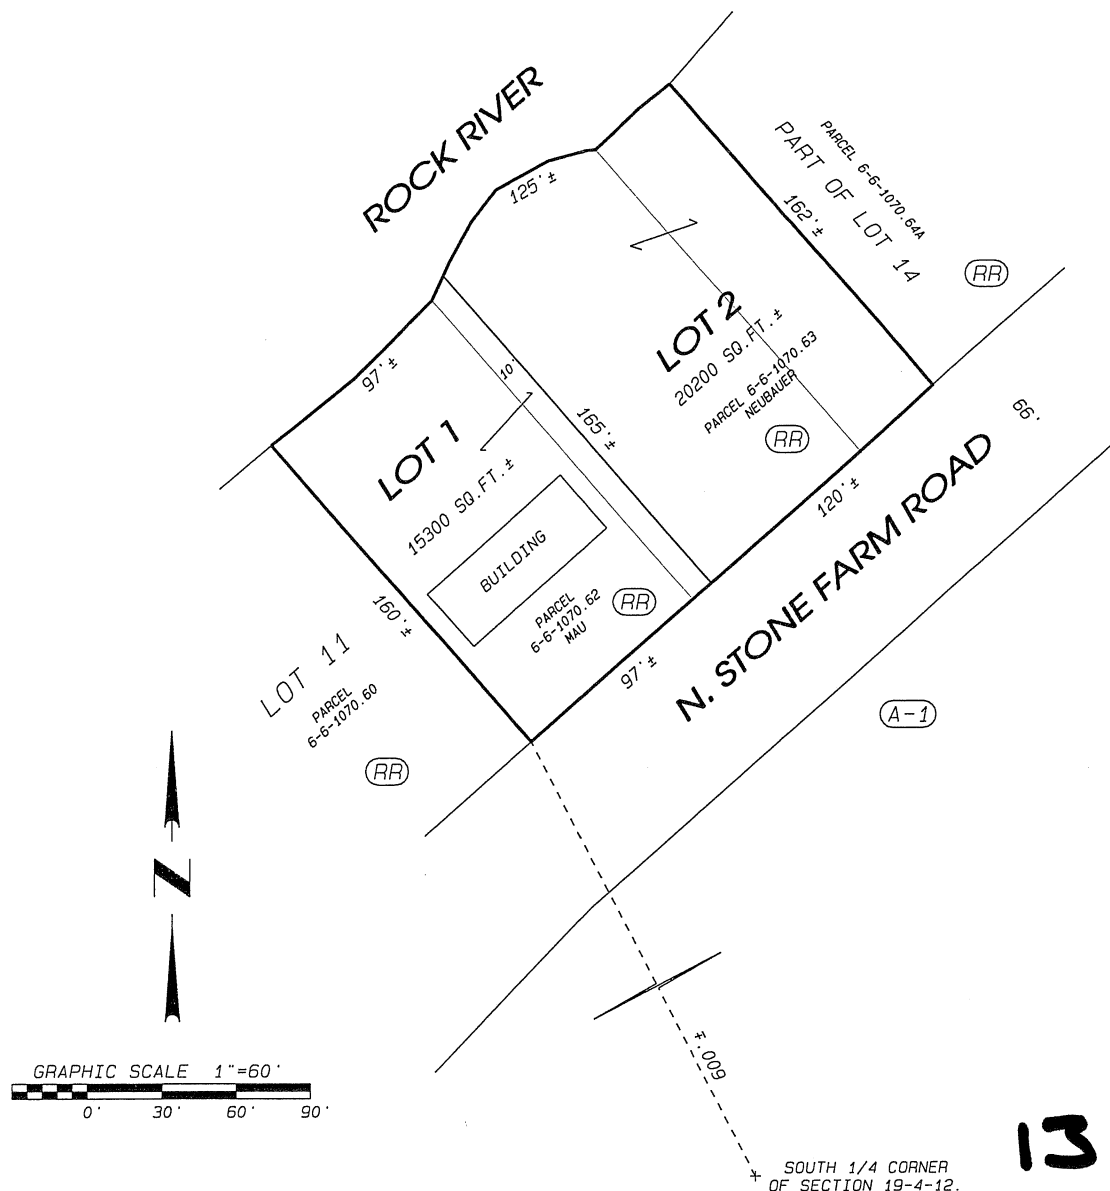 ROCK RIVER
125'±
PARCEL 6-6-1070.64A
PART OF LOT 14
162'±
RR
LOT 2
20200 SQ.FT.±
PARCEL 6-6-1070.63
NEUBAUER
RR
97'±
10'
165'±
LOT 1
15300 SQ.FT.±
BUILDING
PARCEL
6-6-1070.62
MAU
RR
66'
120'±
N. STONE FARM ROAD
97'±
160'±
LOT 11
PARCEL
6-6-1070.60
RR
A-1
N
600'±
GRAPHIC SCALE 1"=60'
0' 30' 60' 90'
13
SOUTH 1/4 CORNER
OF SECTION 19-4-12.